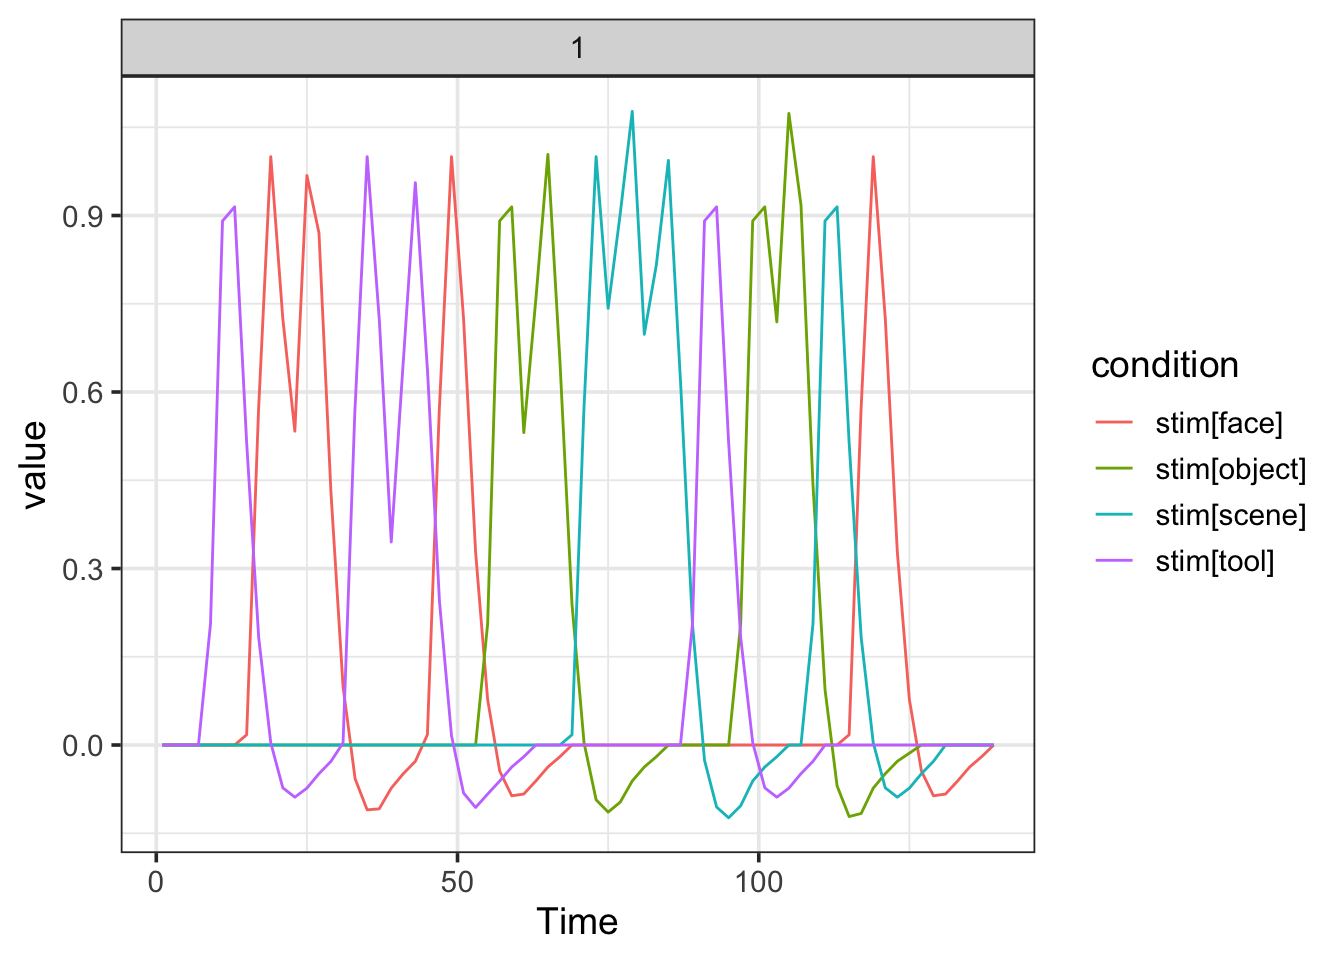 1
0.9
0.6
0.3
0.0
value
0
50
100
Time
condition
stim[face]
stim[object]
stim[scene]
stim[tool]